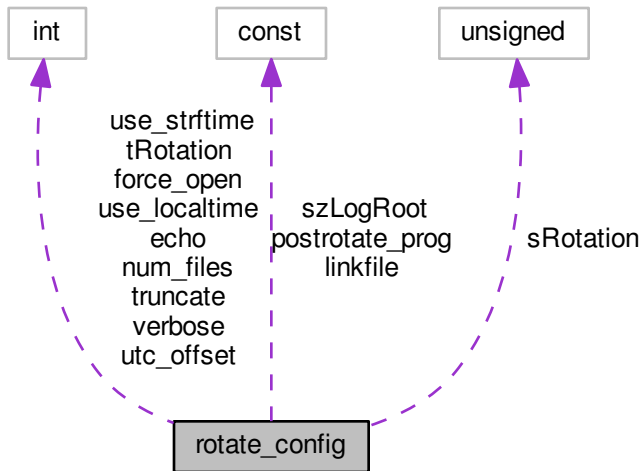 int
const
unsigned
use_strftime
tRotation
force_open
use_localtime
echo
num_files
truncate
verbose
utc_offset
szLogRoot
postrotate_prog
linkfile
sRotation
rotate_config